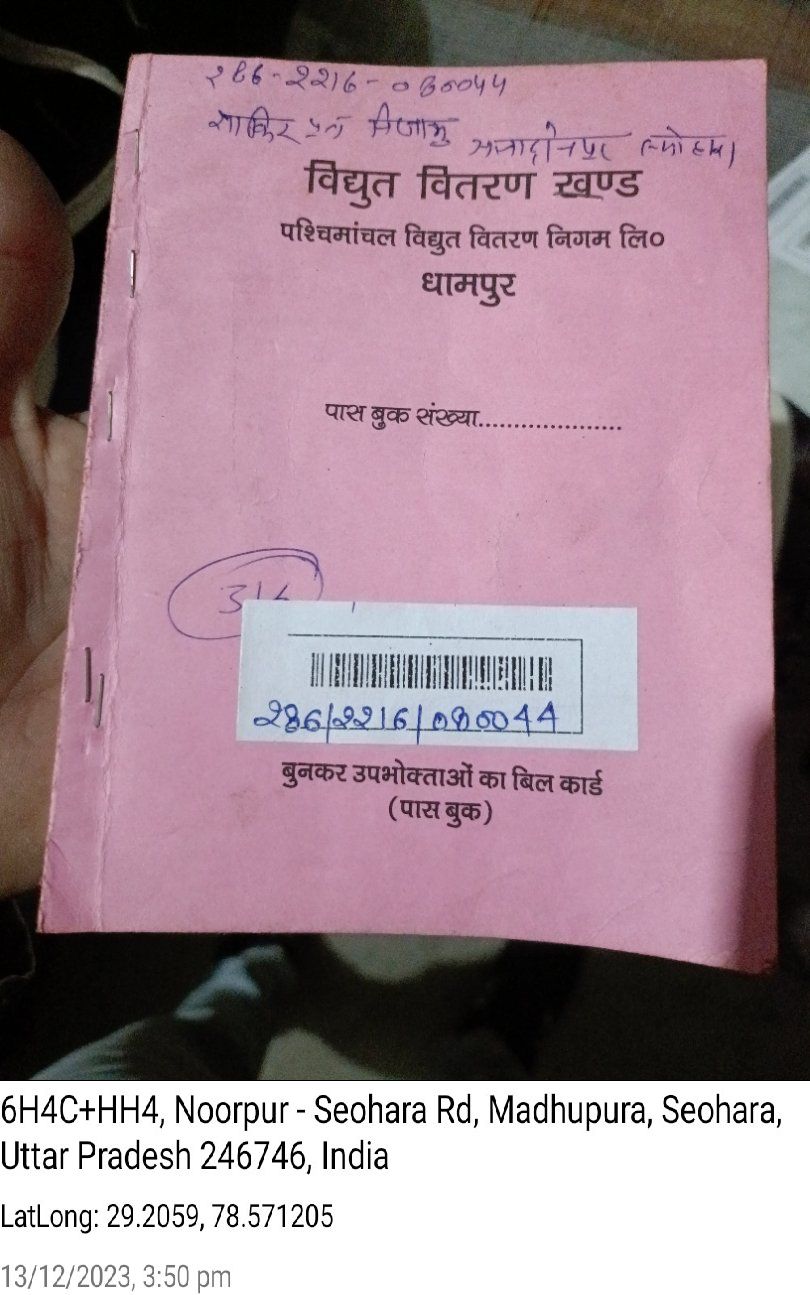 286-2216-080044
साकिर पुत्र
विद्युत वितरण खण्ड
पश्चिमांचल विद्युत वितरण निगम लि०
धामपुर
पास बुक संख्या.....................
286/2216/080044
बुनकर उपभोक्ताओं का बिल कार्ड
(पास बुक)
6H4C+HH4, Noorpur - Seohara Rd, Madhupura, Seohara,
Uttar Pradesh 246746, India
LatLong: 29.2059, 78.571205
13/12/2023, 3:50 pm